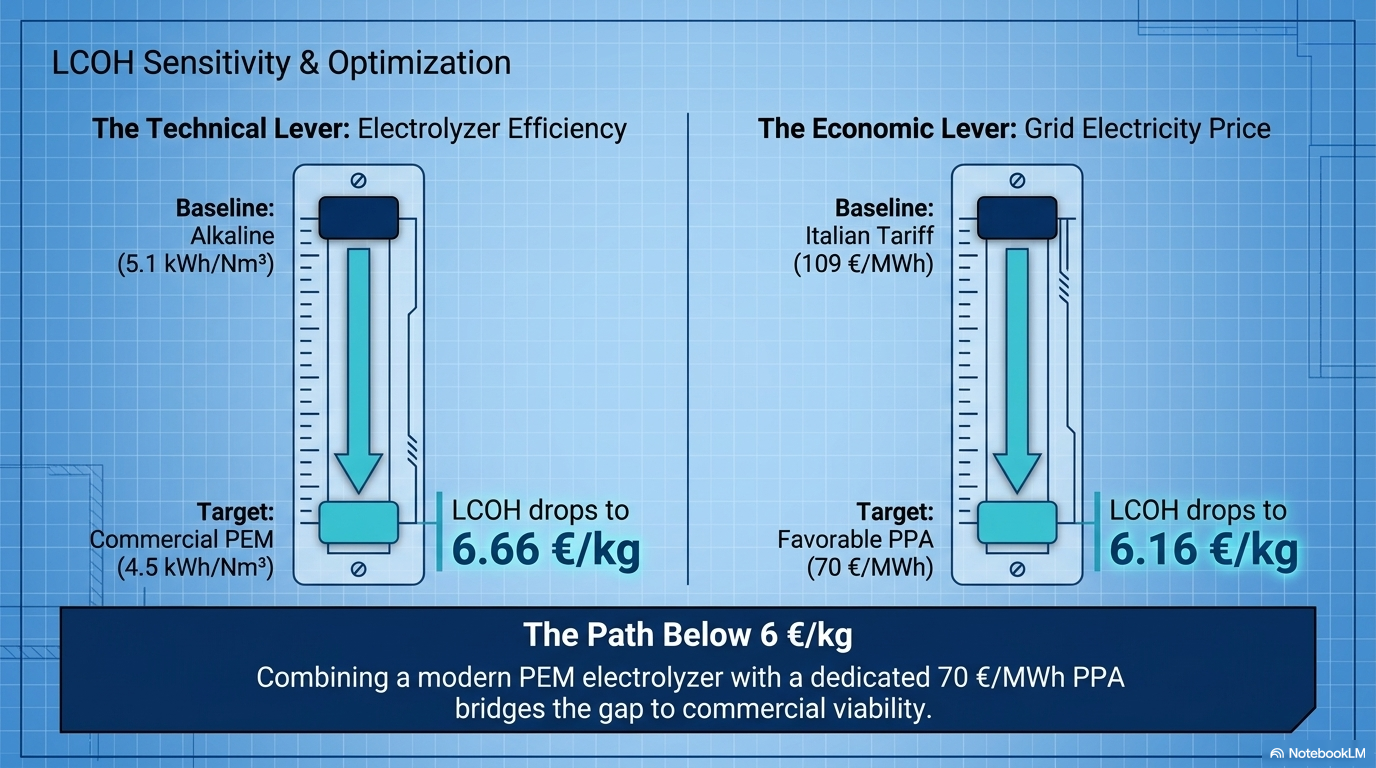 LCOH Sensitivity & Optimization
The Technical Lever: Electrolyzer Efficiency
Baseline:
Alkaline
(5.1 kWh/Nm³)
Target:
Commercial PEM
(4.5 kWh/Nm³)
LCOH drops to
6.66 €/kg
The Economic Lever: Grid Electricity Price
Baseline:
Italian Tariff
(109 €/MWh)
Target:
Favorable PPA
(70 €/MWh)
LCOH drops to
6.16 €/kg
The Path Below 6 €/kg
Combining a modern PEM electrolyzer with a dedicated 70 €/MWh PPA
bridges the gap to commercial viability.
NotebookLM